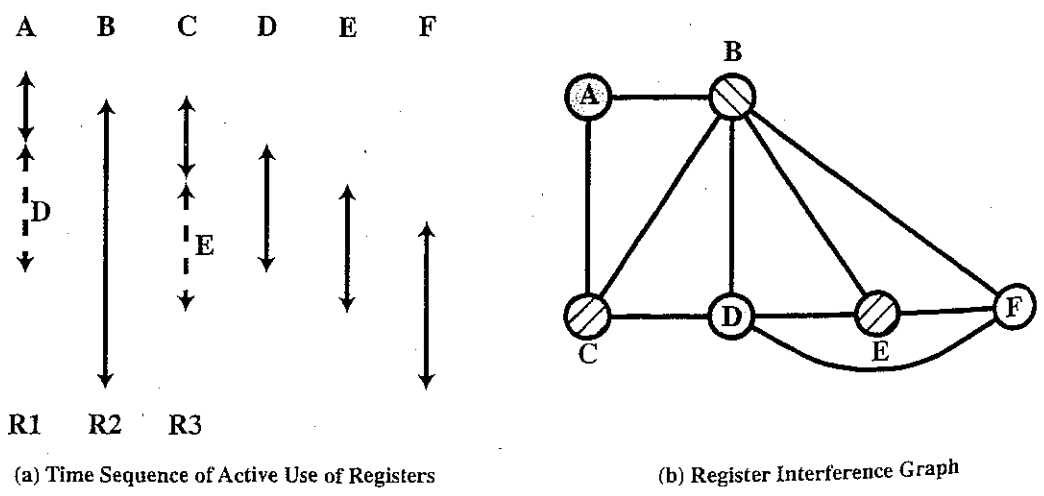 A B C D E F
D
E
R1 R2 R3
(a) Time Sequence of Active Use of Registers
B
A
D
F
C
E
(b) Register Interference Graph